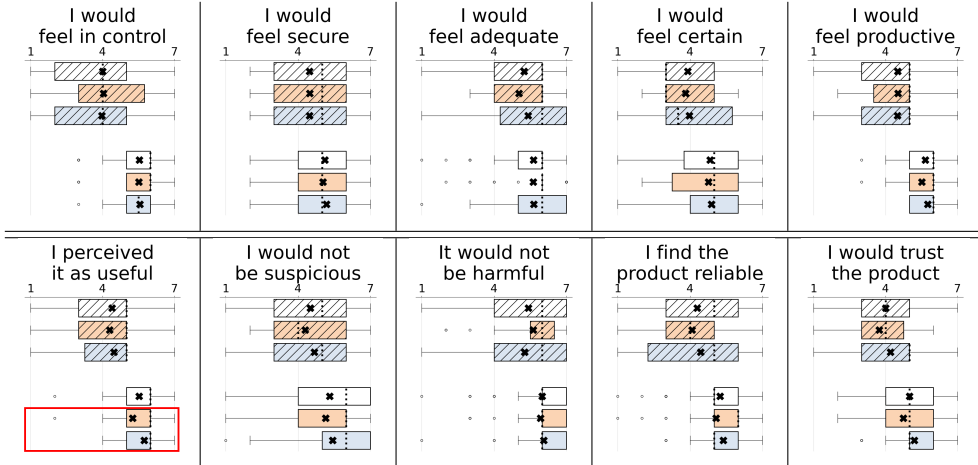 I would
feel in control
1 4 7
I would
feel secure
1 4 7
I would
feel adequate
1 4 7
I would
feel certain
1 4 7
I would
feel productive
1 4 7
I perceived
it as useful
1 4 7
I would not
be suspicious
1 4 7
It would not
be harmful
1 4 7
I find the
product reliable
1 4 7
I would trust
the product
1 4 7